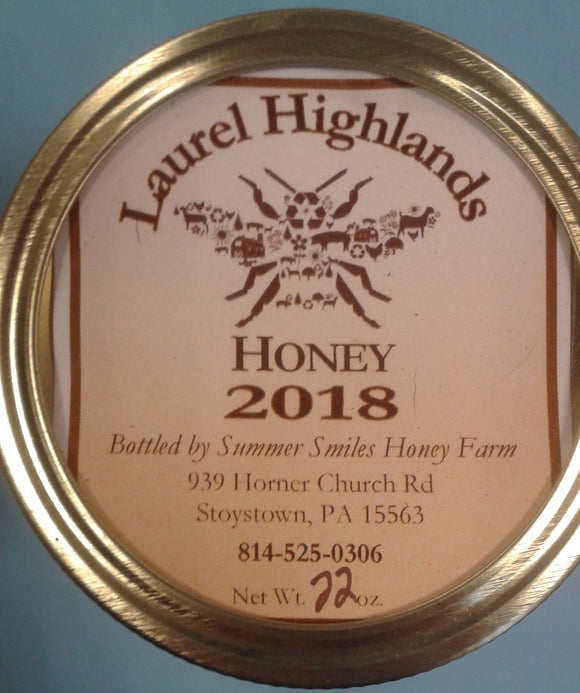 Laurel Highlands
HONEY
2018
Bottled by Summer Smiles Honey Farm
939 Horner Church Rd
Stoystown, PA 15563
814-525-0306
Net Wt. 22 oz.